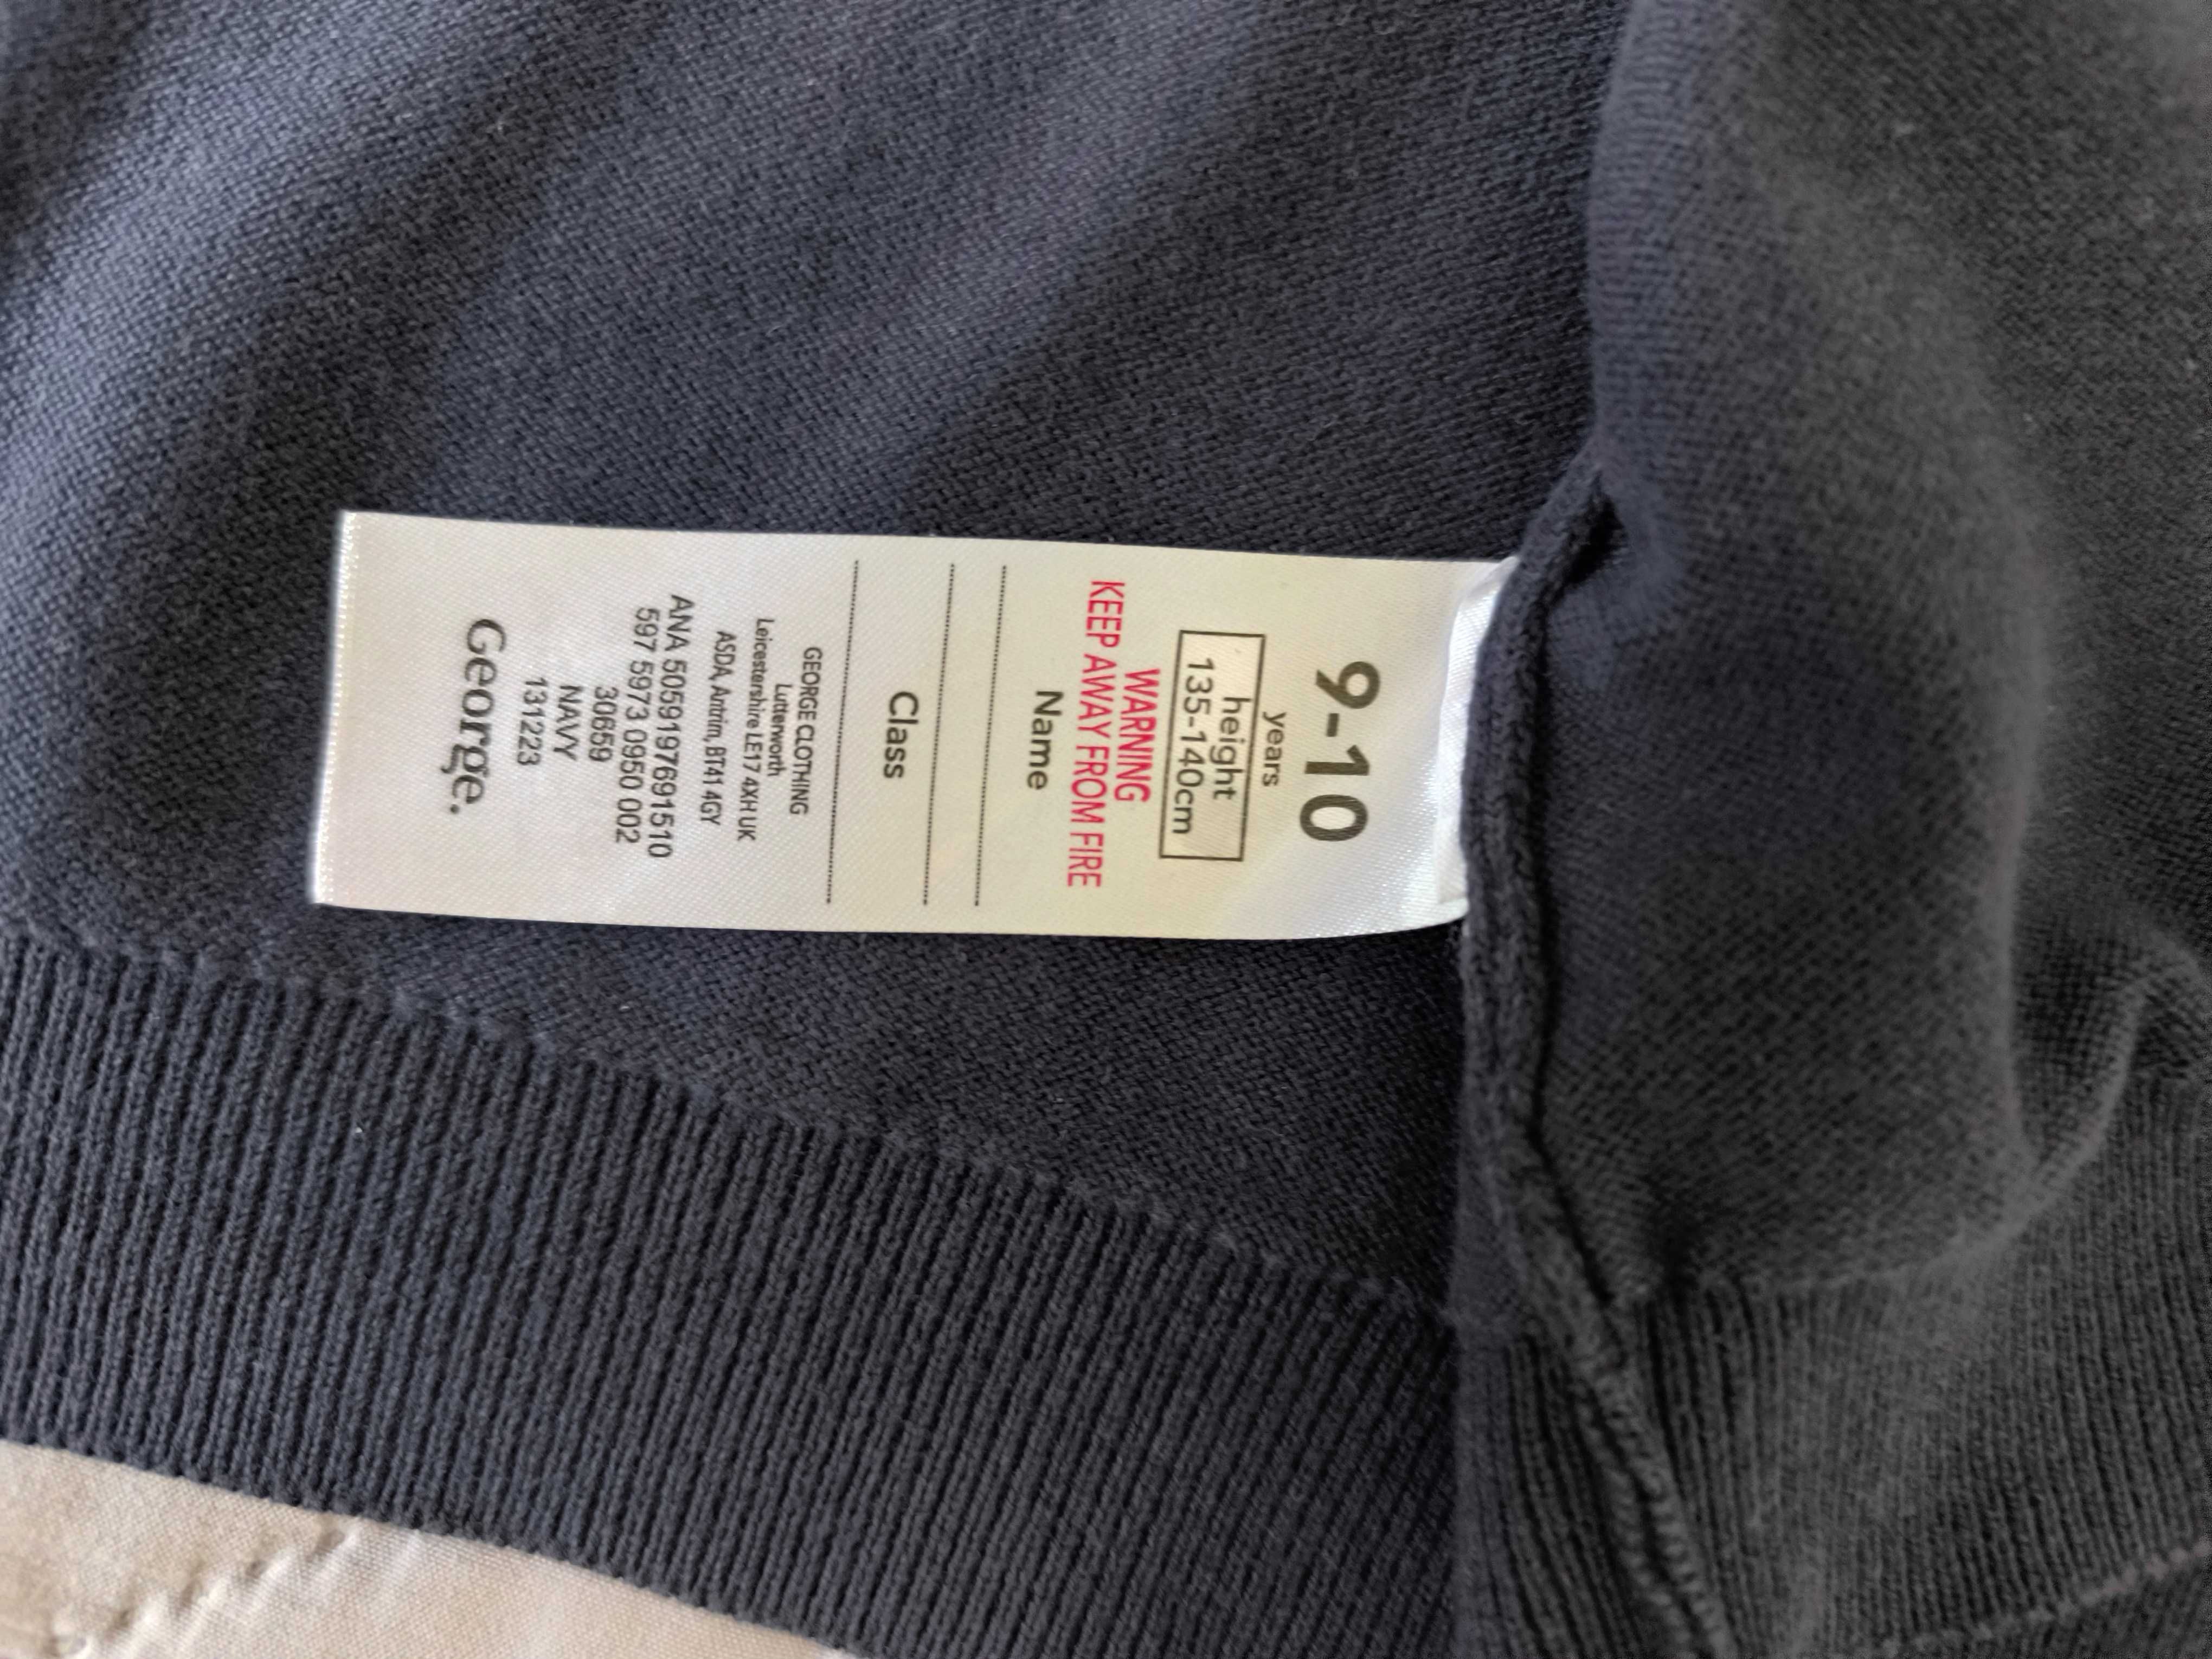 9-10
years
height
135-140cm
WARNING
KEEP AWAY FROM FIRE
Name
Class
GEORGE CLOTHING
Lutterworth
Leicestershire LE17 4XH UK
ASDA, Antrim, BT41 4GY
ANA 5059197691510
597 5973 0950 002
30659
NAVY
131223
George.